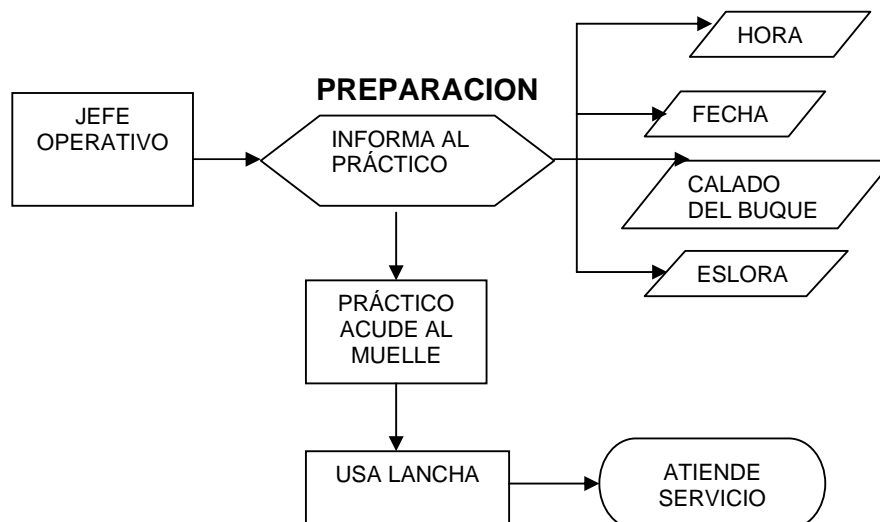 PREPARACION
JEFE
OPERATIVO
INFORMA AL
PRÁCTICO
HORA
FECHA
CALADO
DEL BUQUE
ESLORA
PRÁCTICO
ACUDE AL
MUELLE
USA LANCHA
ATIENDE
SERVICIO